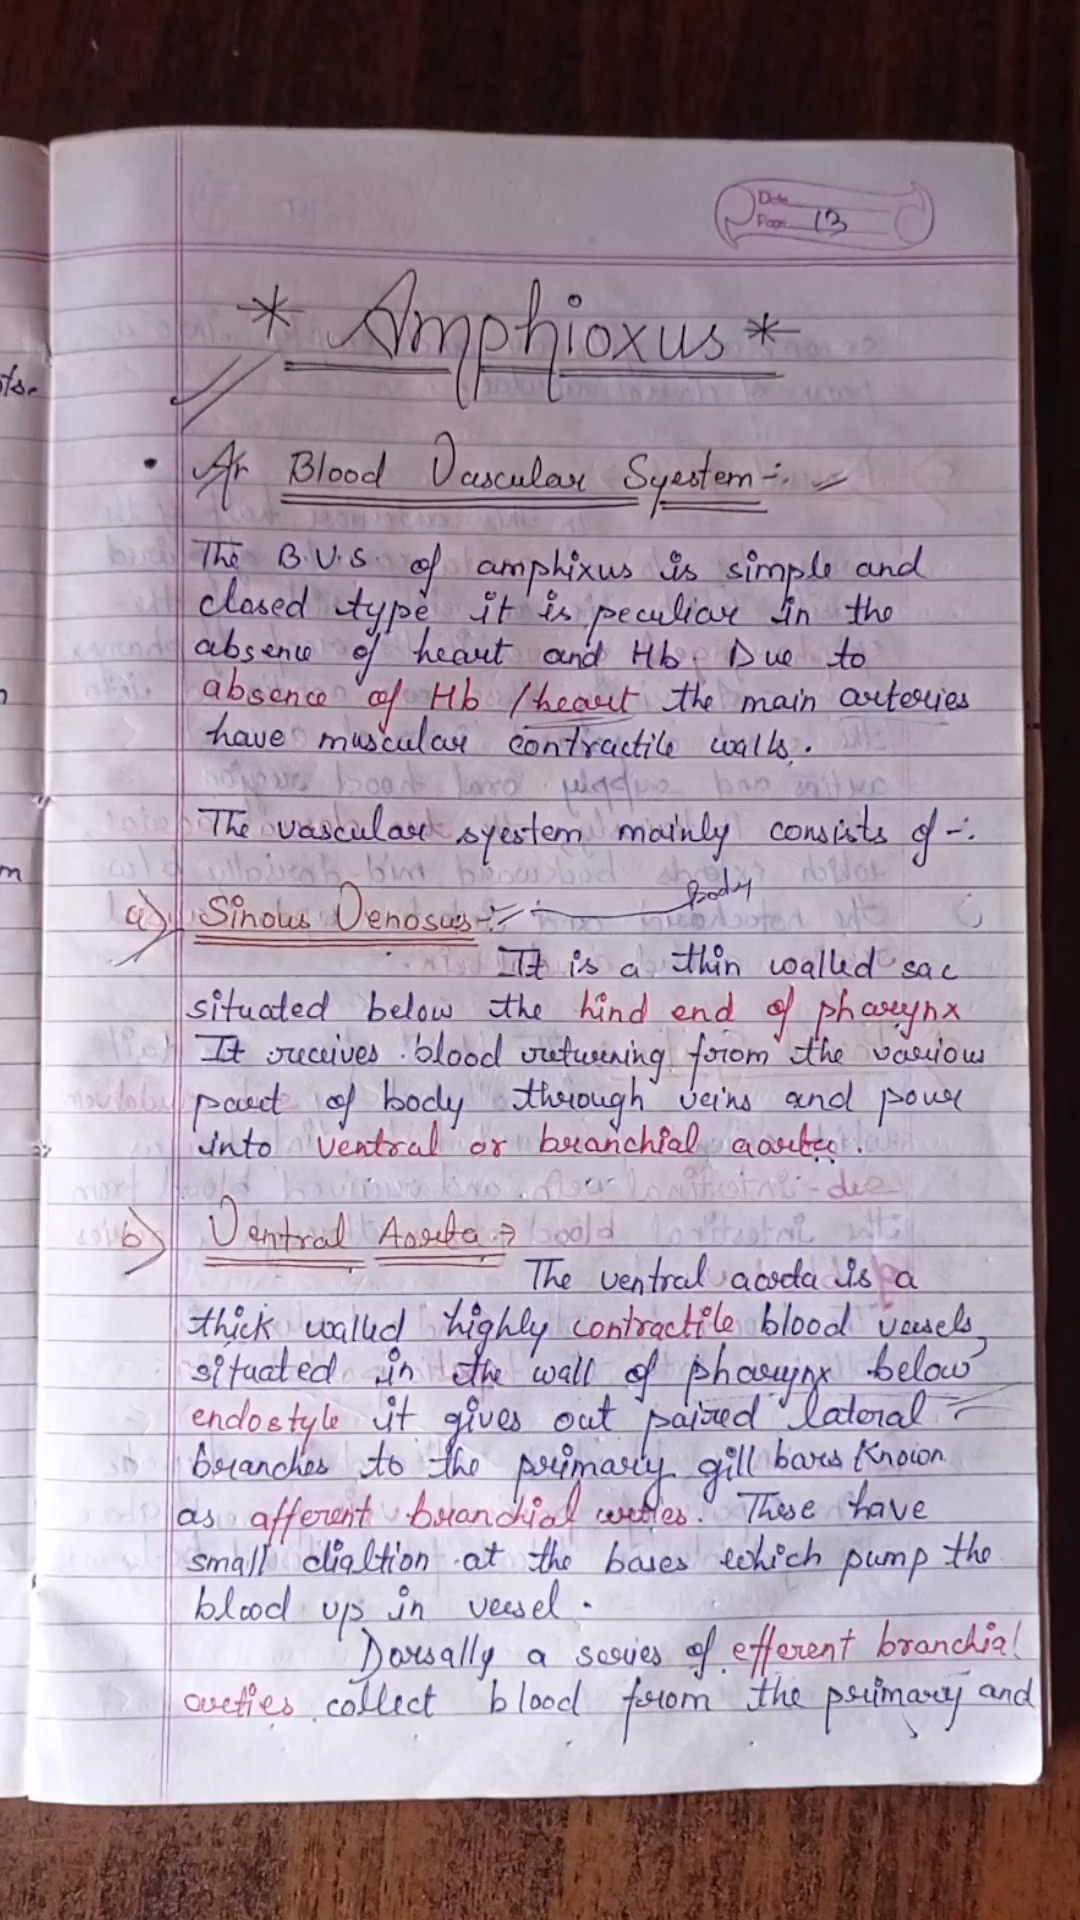 Date
Page 13
* Amphioxus *
• Ar Blood Vascular Syestem -:
The B.V.S. of amphixus is simple and
closed type it is peculiar in the
absence of heart and Hb. Due to
absence of Hb / heart the main arteries
have muscular contractile walls.
The vascular syestem mainly consists of -:
Body
a) Sinous Venosus -:
It is a thin walled sac
situated below the hind end of pharynx
It receives blood returning from the various
part of body through veins and pour
into ventral or branchial aorta.
b) Ventral Aorta →
The ventral aorta is a
thick walled highly contractile blood vessels,
situated in the wall of pharynx below
endostyle it gives out paired lateral
branches to the primary gill bars Known
as afferent branchial arties. These have
small dialtion at the bases which pump the
blood up in vessel.
Dorsally a series of efferent branchial
arties collect blood from the primary and